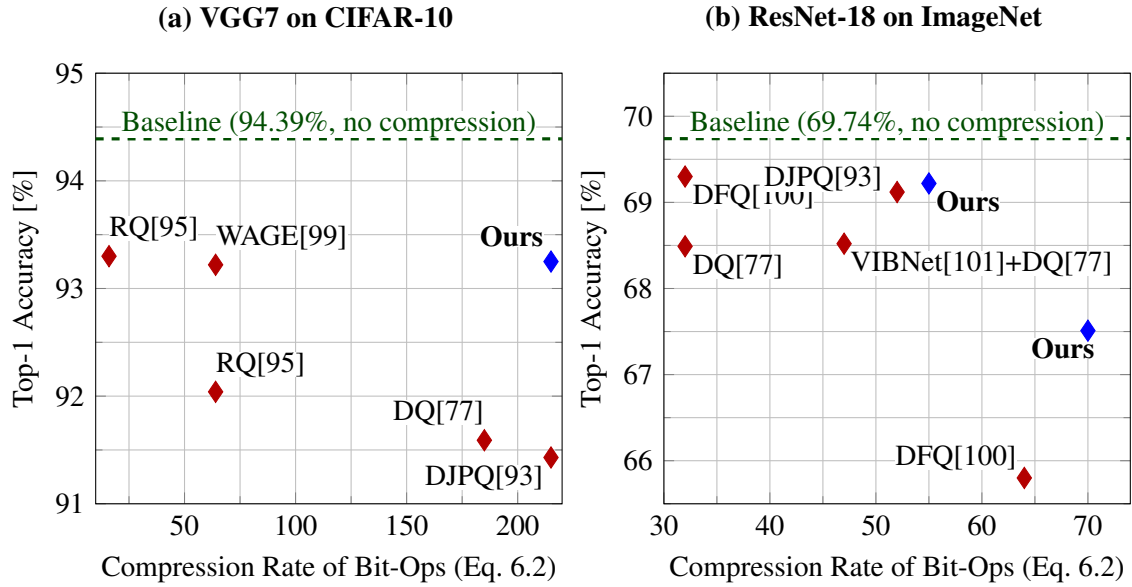 (a) VGG7 on CIFAR-10
95
94
93
92
91
Top-1 Accuracy [%]
Baseline (94.39%, no compression)
RQ[95]
WAGE[99]
Ours
RQ[95]
DQ[77]
DJPQ[93]
50
100
150
200
Compression Rate of Bit-Ops (Eq. 6.2)
(b) ResNet-18 on ImageNet
70
69
68
67
66
Top-1 Accuracy [%]
Baseline (69.74%, no compression)
DJPQ[93]
DFQ[100]
Ours
DQ[77]
VIBNet[101]+DQ[77]
Ours
DFQ[100]
30
40
50
60
70
Compression Rate of Bit-Ops (Eq. 6.2)